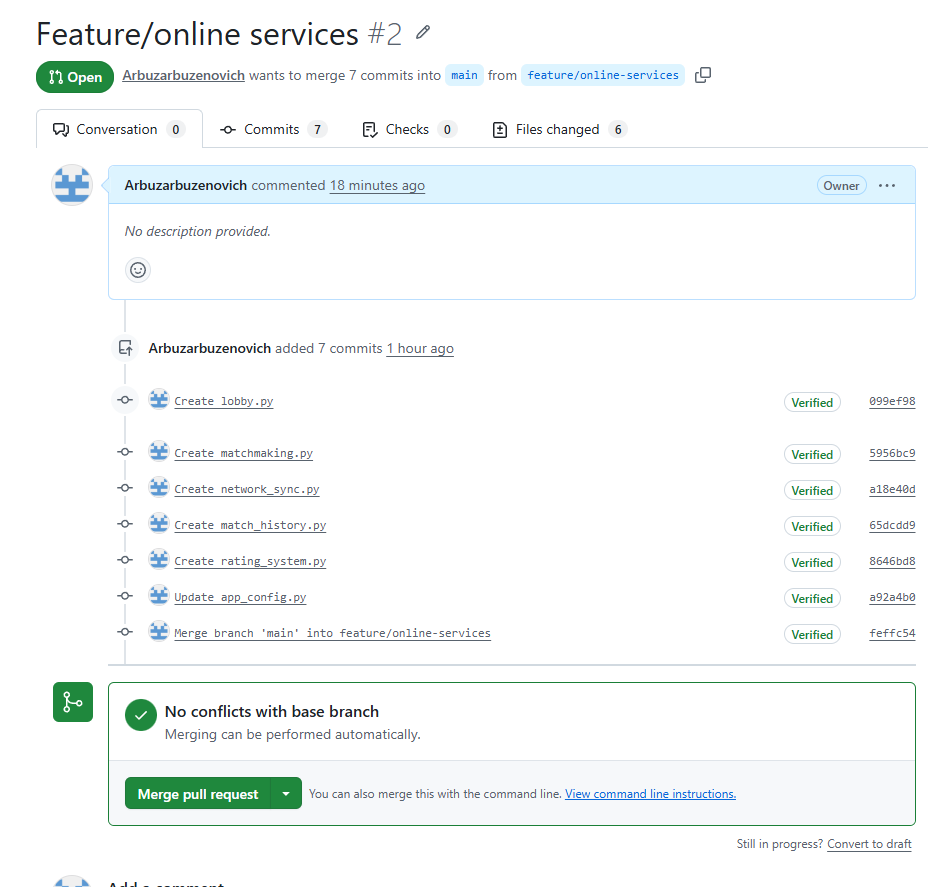 Feature/online services #2
Open Arbuzarbuzenovich wants to merge 7 commits into main from feature/online-services
Conversation 0 Commits 7 Checks 0 Files changed 6
Arbuzarbuzenovich commented 18 minutes ago Owner ...
No description provided.
Arbuzarbuzenovich added 7 commits 1 hour ago
Create lobby.py Verified 099ef98
Create matchmaking.py Verified 5956bc9
Create network_sync.py Verified a18e40d
Create match_history.py Verified 65dcdd9
Create rating_system.py Verified 8646bd8
Update app_config.py Verified a92a4b0
Merge branch 'main' into feature/online-services Verified feffc54
No conflicts with base branch
Merging can be performed automatically.
Merge pull request You can also merge this with the command line. View command line instructions.
Still in progress? Convert to draft
Add a comment